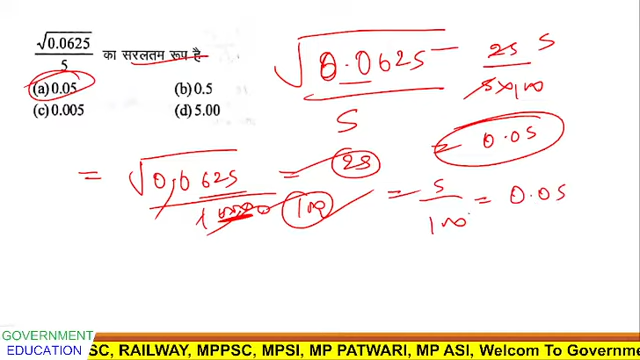 √0.0625 / 5 का सरलतम रूप है
(a) 0.05 (b) 0.5
(c) 0.005 (d) 5.00
√0.0625 / 5
25 5 / 5×100
= 0.05
= √0.0625 = 25
100
= 5/100 = 0.05
GOVERNMENT
EDUCATION
SC, RAILWAY, MPPSC, MPSI, MP PATWARI, MP ASI, Welcom To Governme